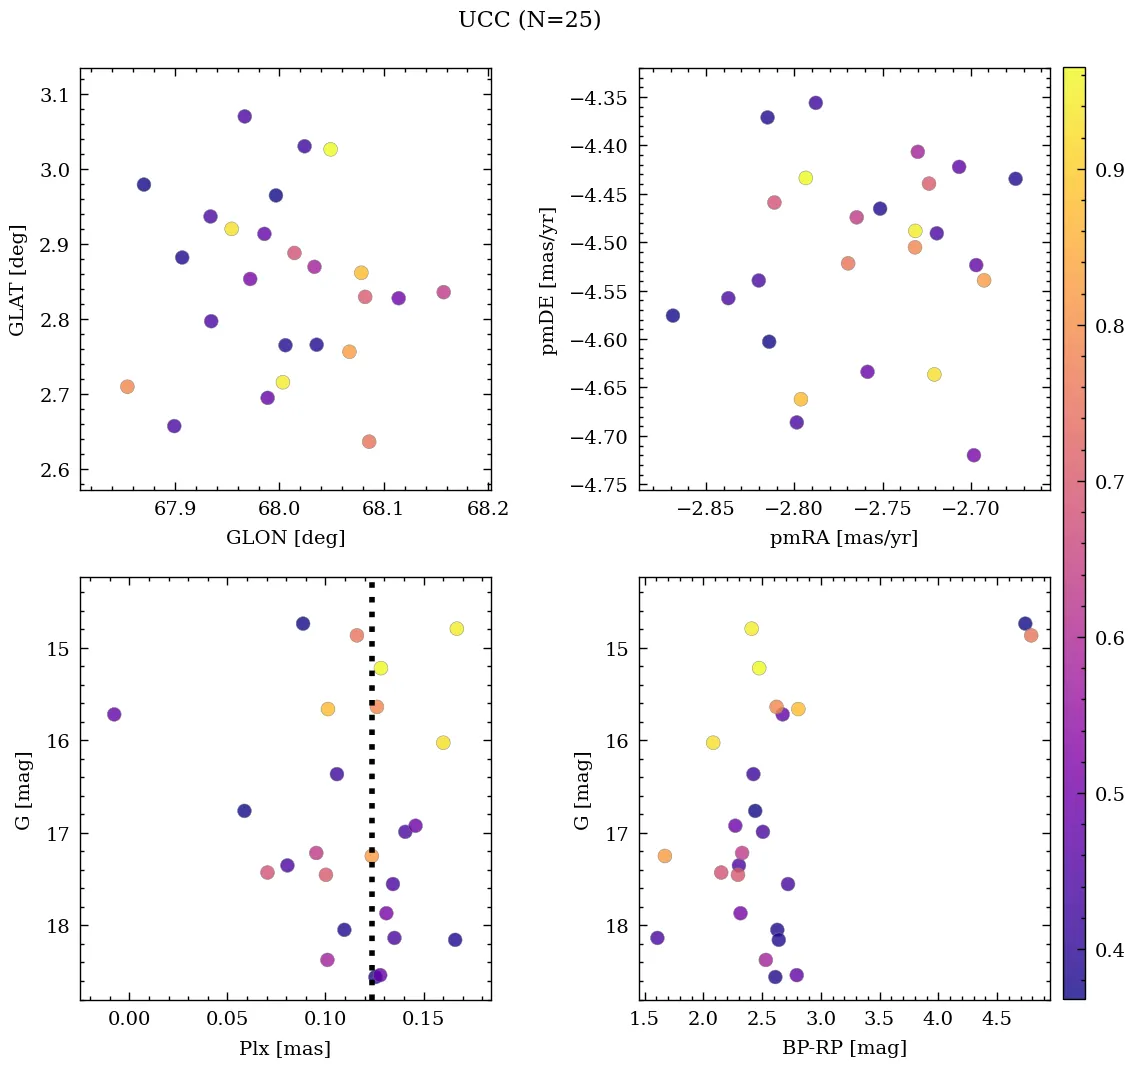 UCC (N=25)
3.1
3.0
2.9
2.8
2.7
2.6
GLAT [deg]
67.9 68.0 68.1 68.2
GLON [deg]
−4.35
−4.40
−4.45
−4.50
−4.55
−4.60
−4.65
−4.70
−4.75
pmDE [mas/yr]
−2.85 −2.80 −2.75 −2.70
pmRA [mas/yr]
15
16
17
18
G [mag]
0.00 0.05 0.10 0.15
Plx [mas]
15
16
17
18
G [mag]
1.5 2.0 2.5 3.0 3.5 4.0 4.5
BP-RP [mag]
0.9
0.8
0.7
0.6
0.5
0.4